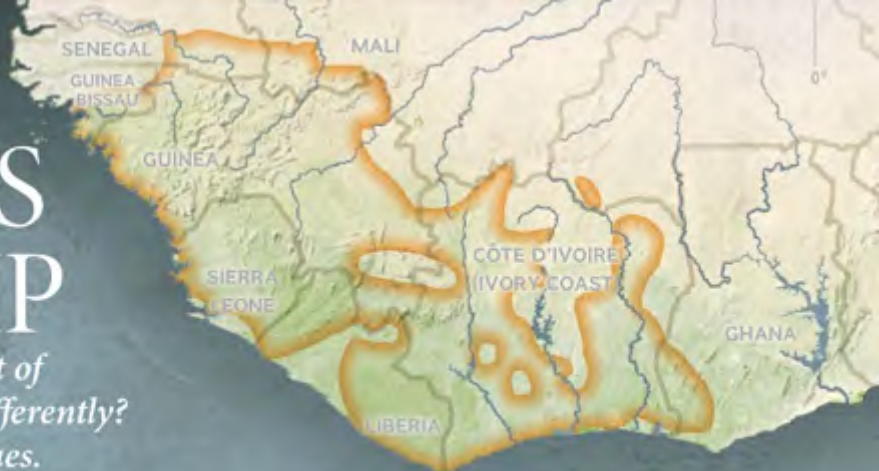 SENEGAL
MALI
0°
GUINEA-
BISSAU
GUINEA
S
P
CÔTE D'IVOIRE
(IVORY COAST)
SIERRA
LEONE
GHANA
LIBERIA
t of
fferently?
ues.